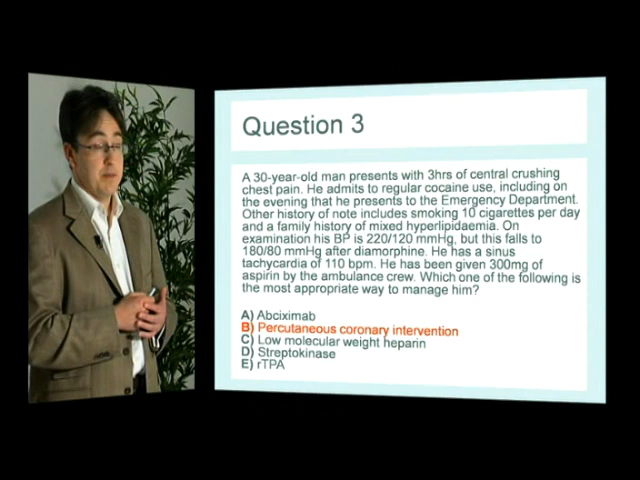 Question 3
A 30-year-old man presents with 3hrs of central crushing
chest pain. He admits to regular cocaine use, including on
the evening that he presents to the Emergency Department.
Other history of note includes smoking 10 cigarettes per day
and a family history of mixed hyperlipidaemia. On
examination his BP is 220/120 mmHg, but this falls to
180/80 mmHg after diamorphine. He has a sinus
tachycardia of 110 bpm. He has been given 300mg of
aspirin by the ambulance crew. Which one of the following is
the most appropriate way to manage him?
A) Abciximab
B) Percutaneous coronary intervention
C) Low molecular weight heparin
D) Streptokinase
E) rTPA